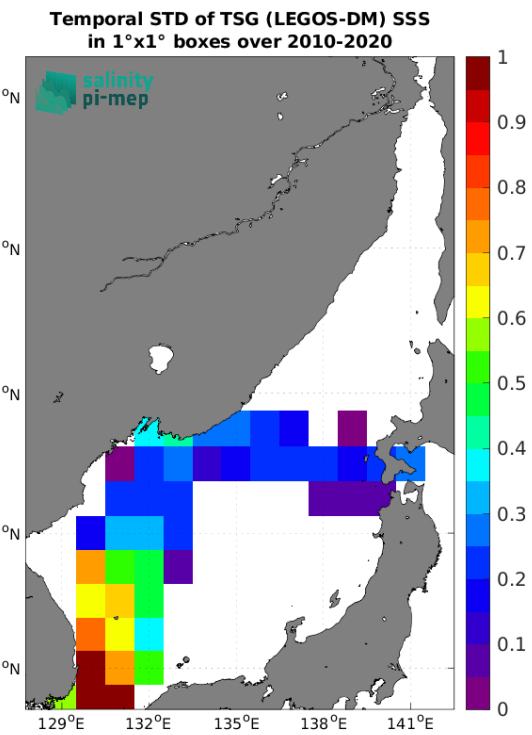 Temporal STD of TSG (LEGOS-DM) SSS
in 1°x1° boxes over 2010-2020
salinity
pi-mep
°N
°N
°N
°N
°N
129°E 132°E 135°E 138°E 141°E
1
0.9
0.8
0.7
0.6
0.5
0.4
0.3
0.2
0.1
0